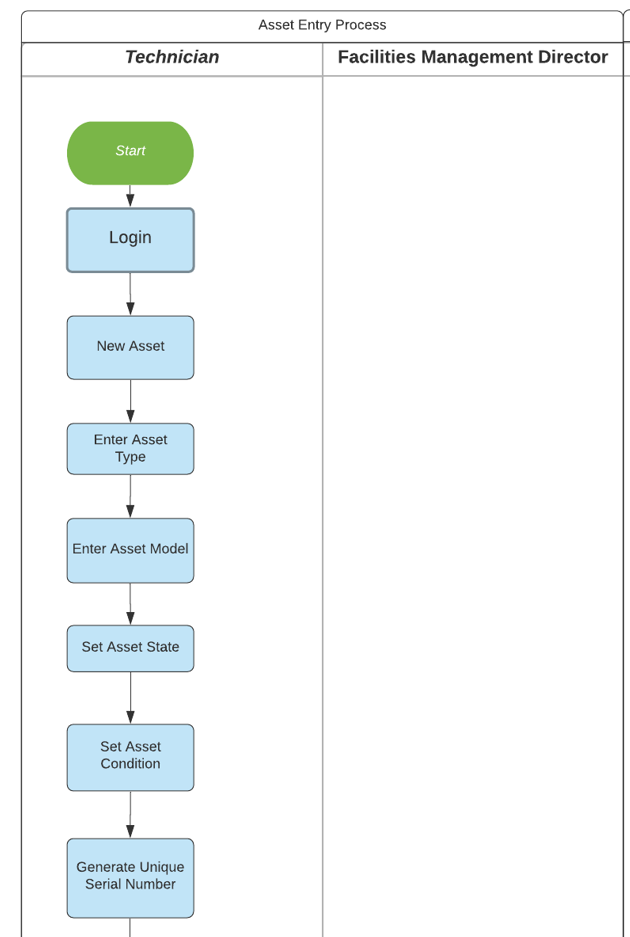 Asset Entry Process
Technician
Facilities Management Director
Start
Login
New Asset
Enter Asset
Type
Enter Asset Model
Set Asset State
Set Asset
Condition
Generate Unique
Serial Number